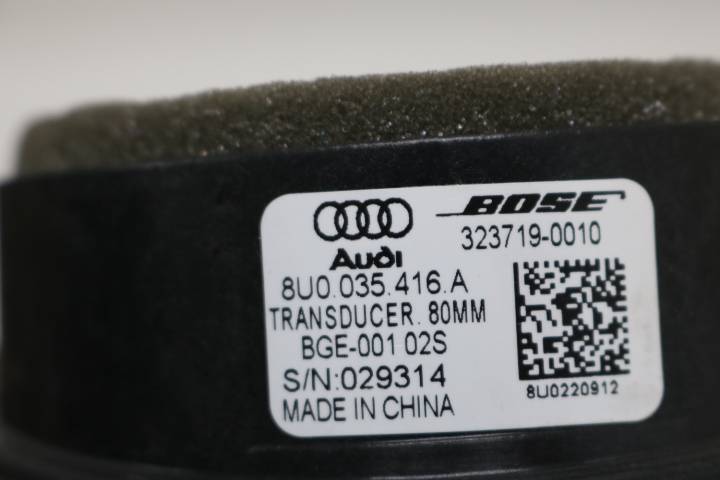 Audi
BOSE
323719-0010
8U0.035.416.A
TRANSDUCER. 80MM
BGE-001 02S
S/N:029314
MADE IN CHINA
8U0220912